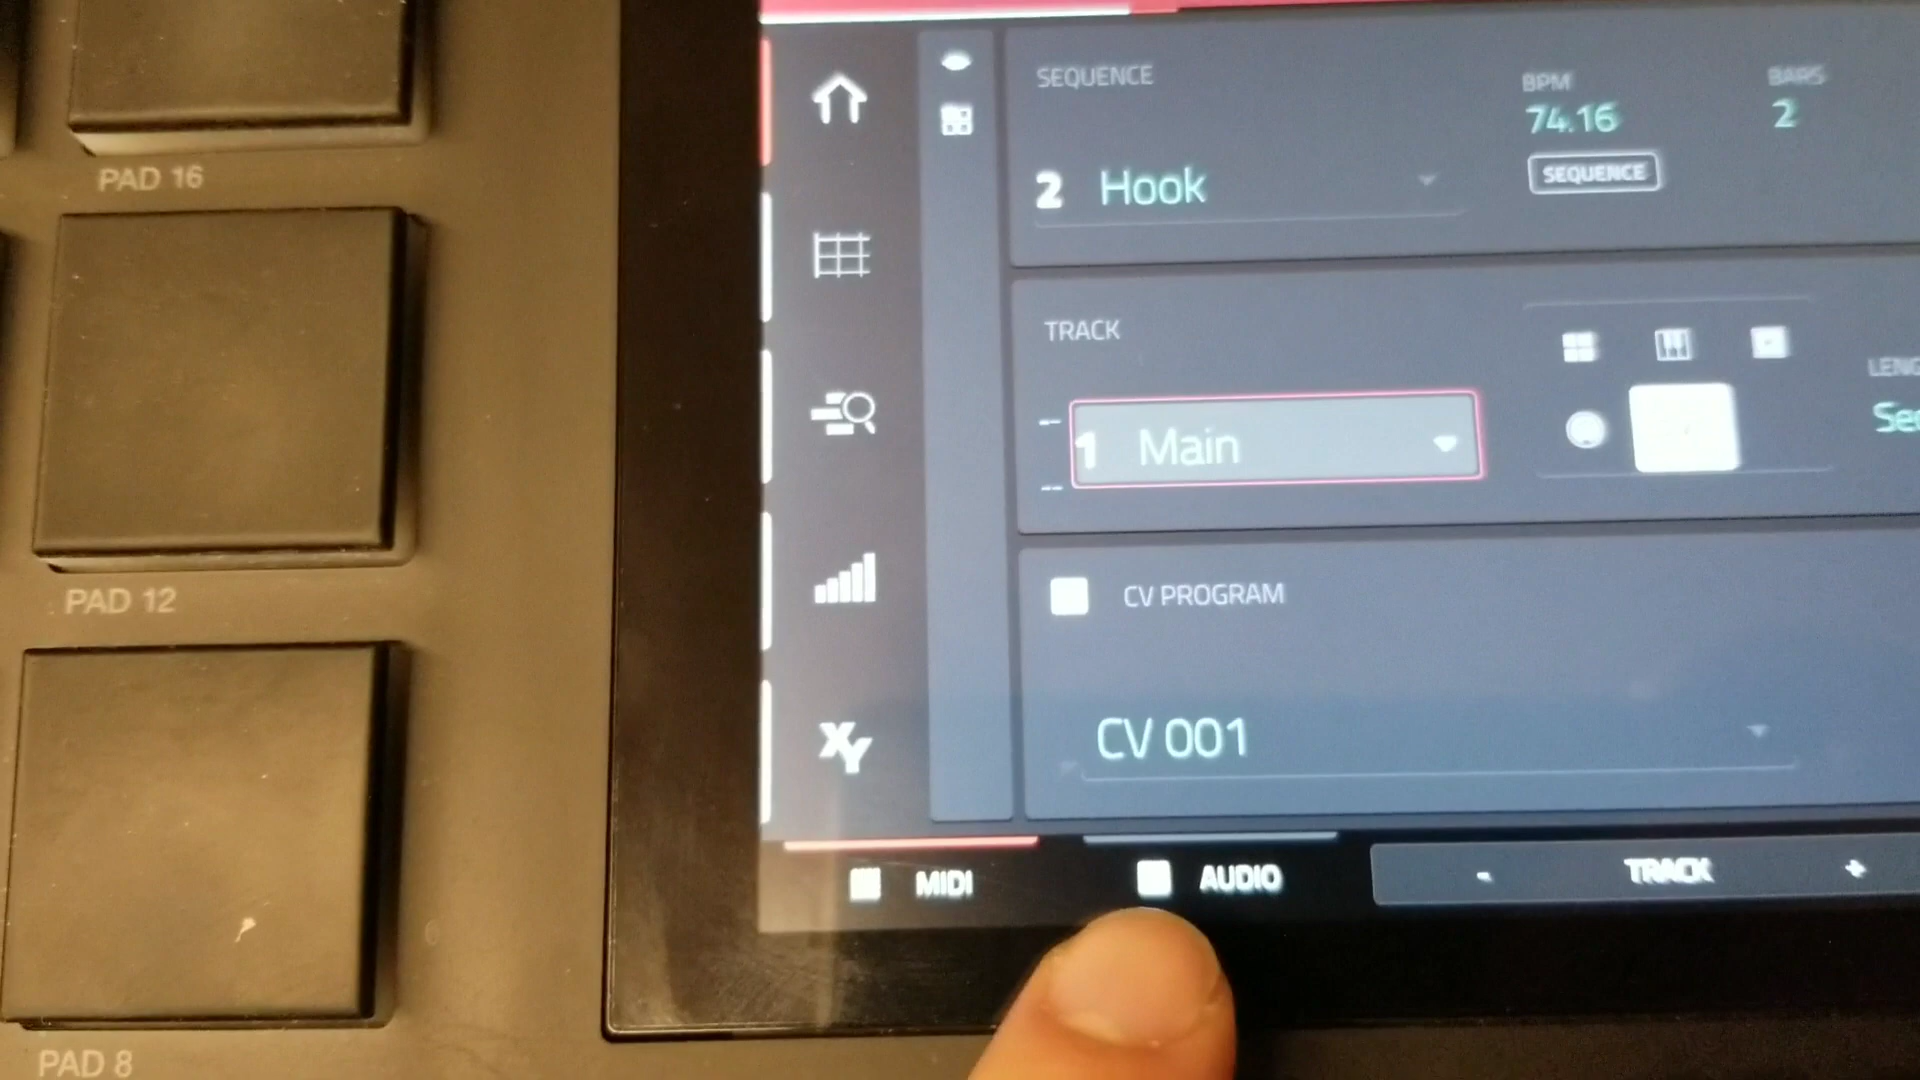 PAD 16
PAD 12
PAD 8
SEQUENCE
BPM
BARS
74.16
2
SEQUENCE
2 Hook
TRACK
1 Main
CV PROGRAM
CV 001
XY
MIDI
AUDIO
- TRACK +